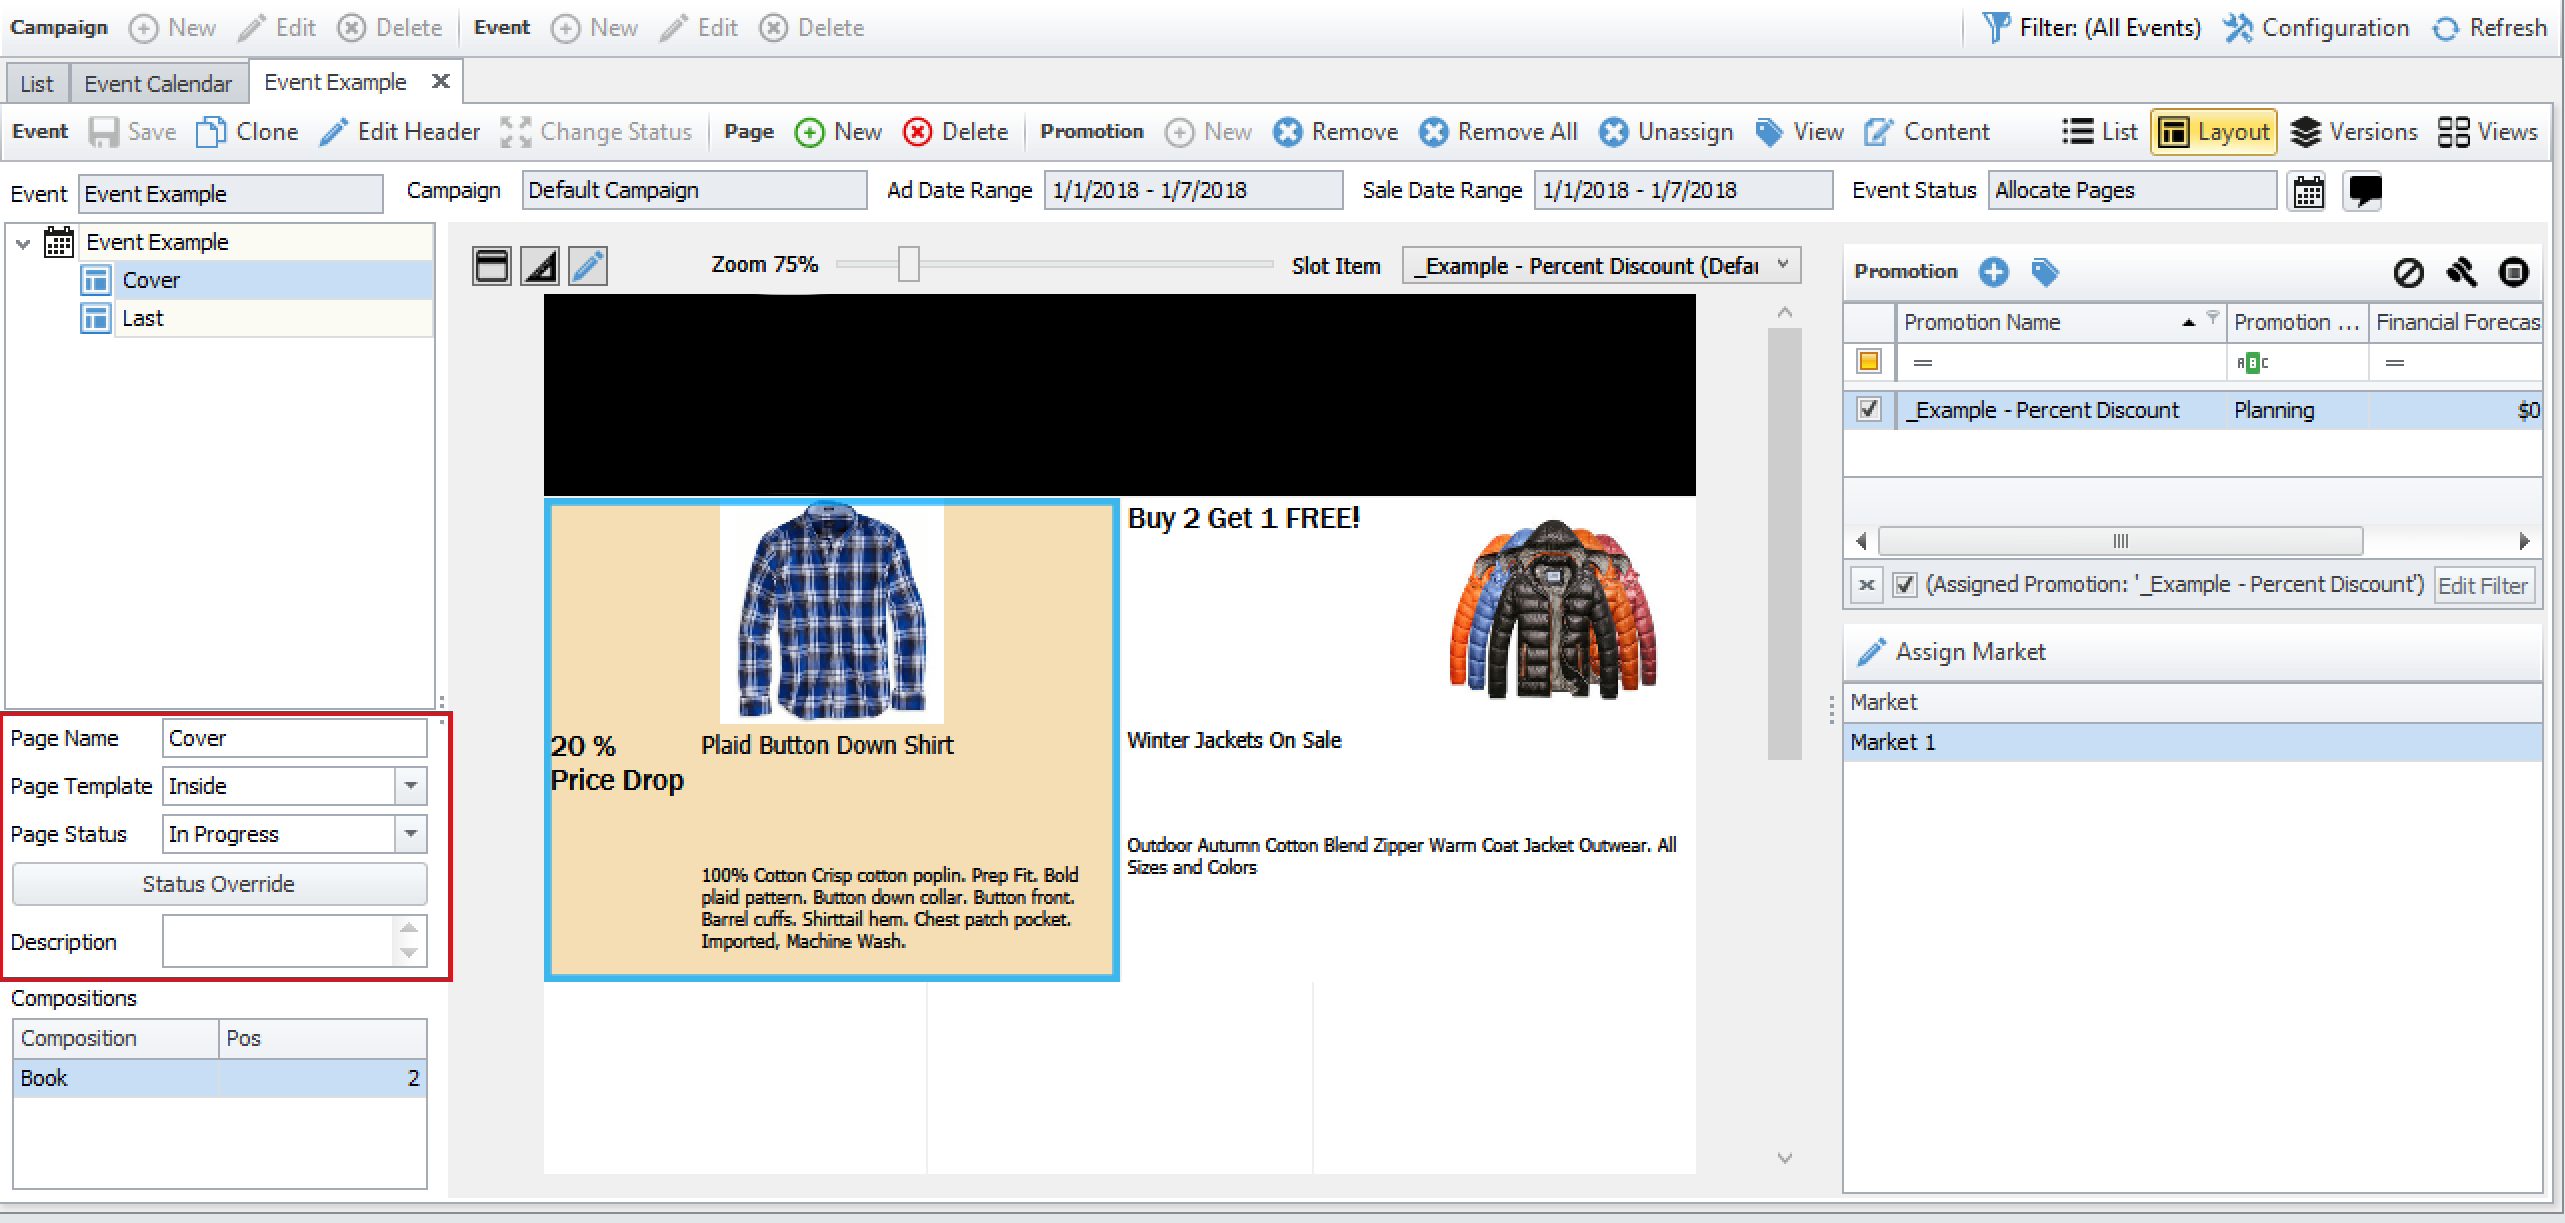 Campaign New Edit Delete Event New Edit Delete Filter: (All Events) Configuration Refresh
List Event Calendar Event Example
Event Save Clone Edit Header Change Status Page New Delete Promotion New Remove Remove All Unassign View Content List Layout Versions Views
Event Event Example Campaign Default Campaign Ad Date Range 1/1/2018 - 1/7/2018 Sale Date Range 1/1/2018 - 1/7/2018 Event Status Allocate Pages
Event Example
Cover
Last
Page Name Cover
Page Template Inside
Page Status In Progress
Status Override
Description
Compositions
Composition Pos
Book 2
Zoom 75% Slot Item _Example - Percent Discount (Defau
20 %
Price Drop
Plaid Button Down Shirt
100% Cotton Crisp cotton poplin. Prep Fit. Bold
plaid pattern. Button down collar. Button front.
Barrel cuffs. Shirttail hem. Chest patch pocket.
Imported, Machine Wash.
Buy 2 Get 1 FREE!
Winter Jackets On Sale
Outdoor Autumn Cotton Blend Zipper Warm Coat Jacket Outwear. All
Sizes and Colors
Promotion
Promotion Name Promotion ... Financial Forecas
= ABC =
_Example - Percent Discount Planning $0
(Assigned Promotion: '_Example - Percent Discount') Edit Filter
Assign Market
Market
Market 1